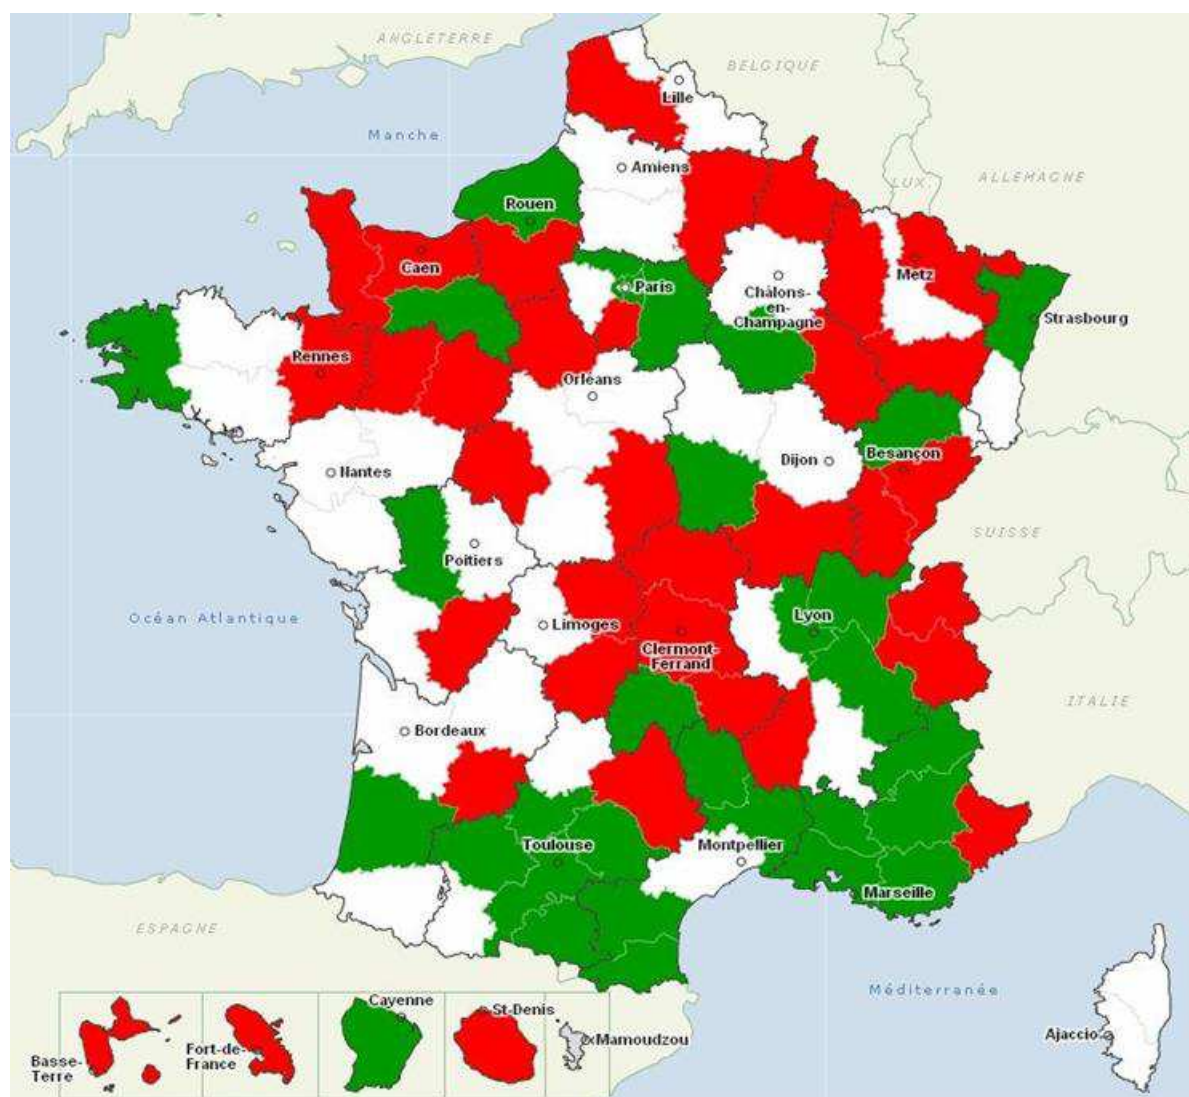 ANGLETERRE
BELGIQUE
Lille
Manche
Amiens
LUX.
ALLEMAGNE
Rouen
Caen
Metz
Paris
Châlons-
en-
Champagne
Strasbourg
Rennes
Orléans
Nantes
Dijon
Besançon
SUISSE
Poitiers
Océan Atlantique
Limoges
Lyon
Clermont-
Ferrand
ITALIE
Bordeaux
Toulouse
Montpellier
Marseille
ESPAGNE
Méditerranée
Ajaccio
Basse-
Terre
Fort-de-
France
Cayenne
St-Denis
Mamoudzou